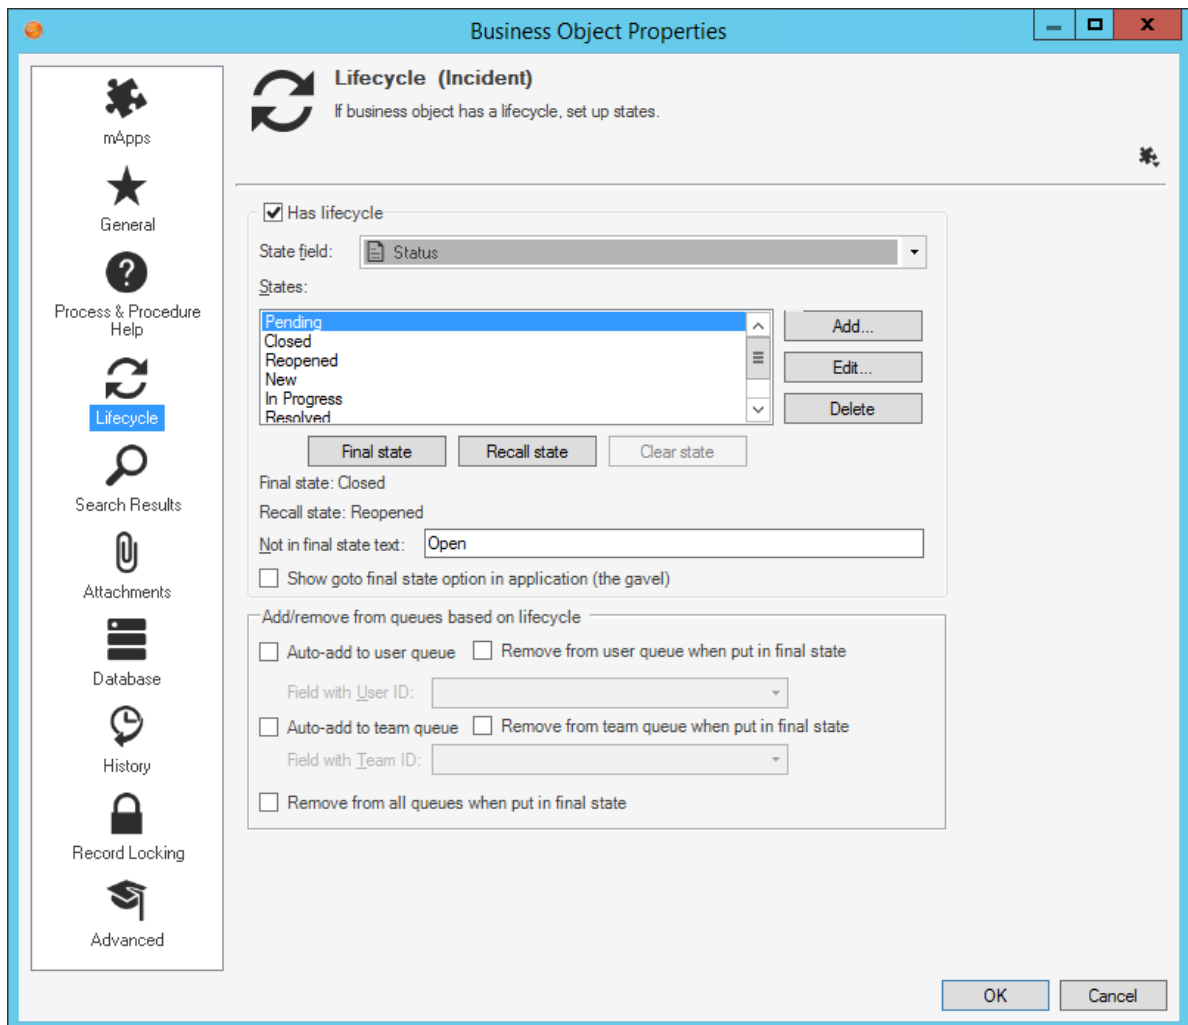 Business Object Properties
mApps
General
Process & Procedure
Help
Lifecycle
Search Results
Attachments
Database
History
Record Locking
Advanced
Lifecycle (Incident)
If business object has a lifecycle, set up states.
Has lifecycle
State field: Status
States:
Pending
Closed
Reopened
New
In Progress
Resolved
Add...
Edit...
Delete
Final state Recall state Clear state
Final state: Closed
Recall state: Reopened
Not in final state text: Open
Show goto final state option in application (the gavel)
Add/remove from queues based on lifecycle
Auto-add to user queue Remove from user queue when put in final state
Field with User ID:
Auto-add to team queue Remove from team queue when put in final state
Field with Team ID:
Remove from all queues when put in final state
OK Cancel